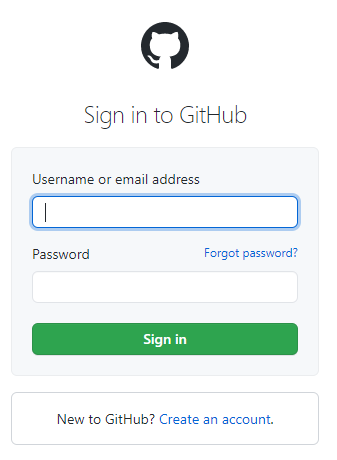 Sign in to GitHub
Username or email address
Password Forgot password?
Sign in
New to GitHub? Create an account.